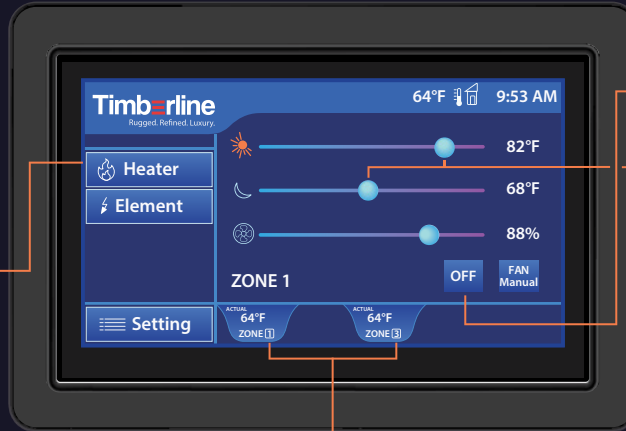 Timberline
Rugged. Refined. Luxury.
64°F
9:53 AM
Heater
Element
Setting
82°F
68°F
88%
ZONE 1
OFF
FAN
Manual
ACTUAL
64°F
ZONE 1
ACTUAL
64°F
ZONE 3